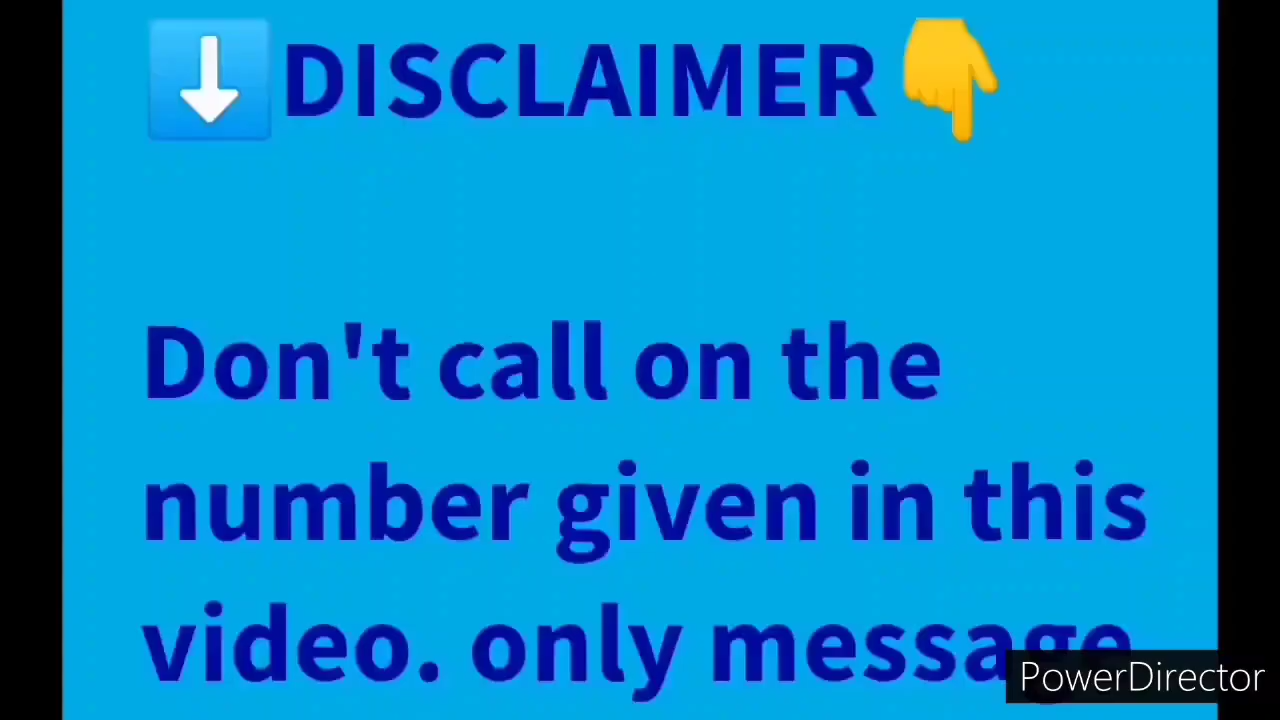 ⬇️DISCLAIMER👇
Don't call on the
number given in this
video. only message
PowerDirector